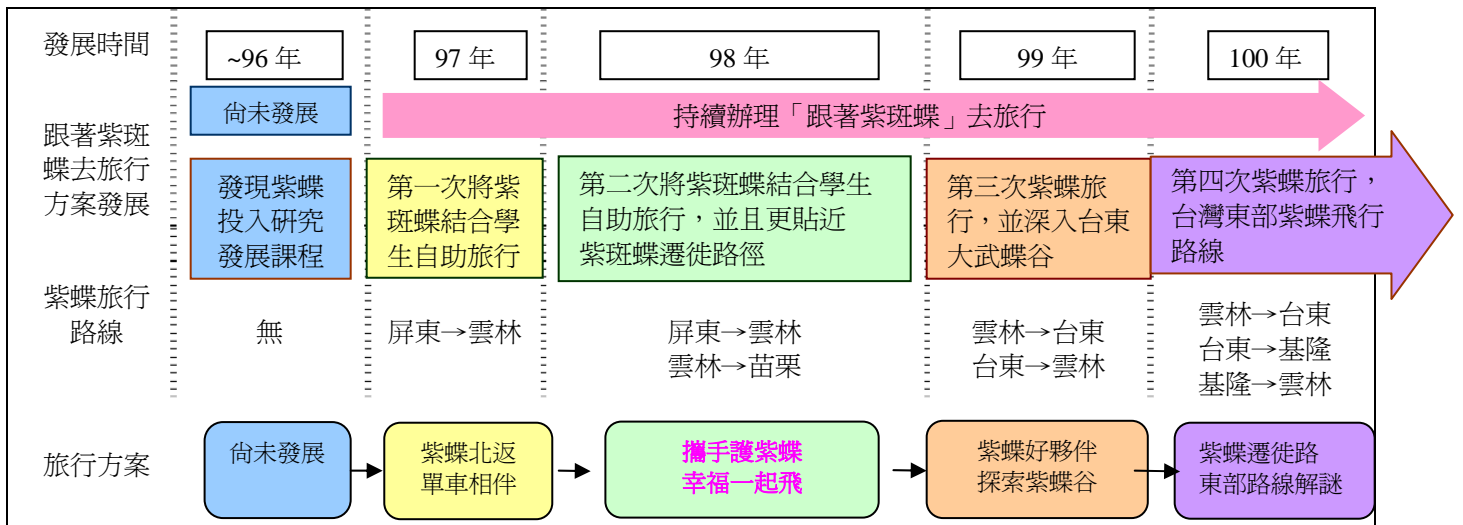 發展時間
~96 年
97 年
98 年
99 年
100 年
跟著紫斑
蝶去旅行
方案發展
尚未發展
持續辦理「跟著紫斑蝶」去旅行
發現紫蝶
投入研究
發展課程
第一次將紫
斑蝶結合學
生自助旅行
第二次將紫斑蝶結合學生
自助旅行，並且更貼近
紫斑蝶遷徙路徑
第三次紫蝶旅
行，並深入台東
大武蝶谷
第四次紫蝶旅行，
台灣東部紫蝶飛行
路線
紫蝶旅行
路線
無
屏東→雲林
屏東→雲林
雲林→苗栗
雲林→台東
台東→雲林
雲林→台東
台東→基隆
基隆→雲林
旅行方案
尚未發展
紫蝶北返
單車相伴
攜手護紫蝶
幸福一起飛
紫蝶好夥伴
探索紫蝶谷
紫蝶遷徙路
東部路線解謎